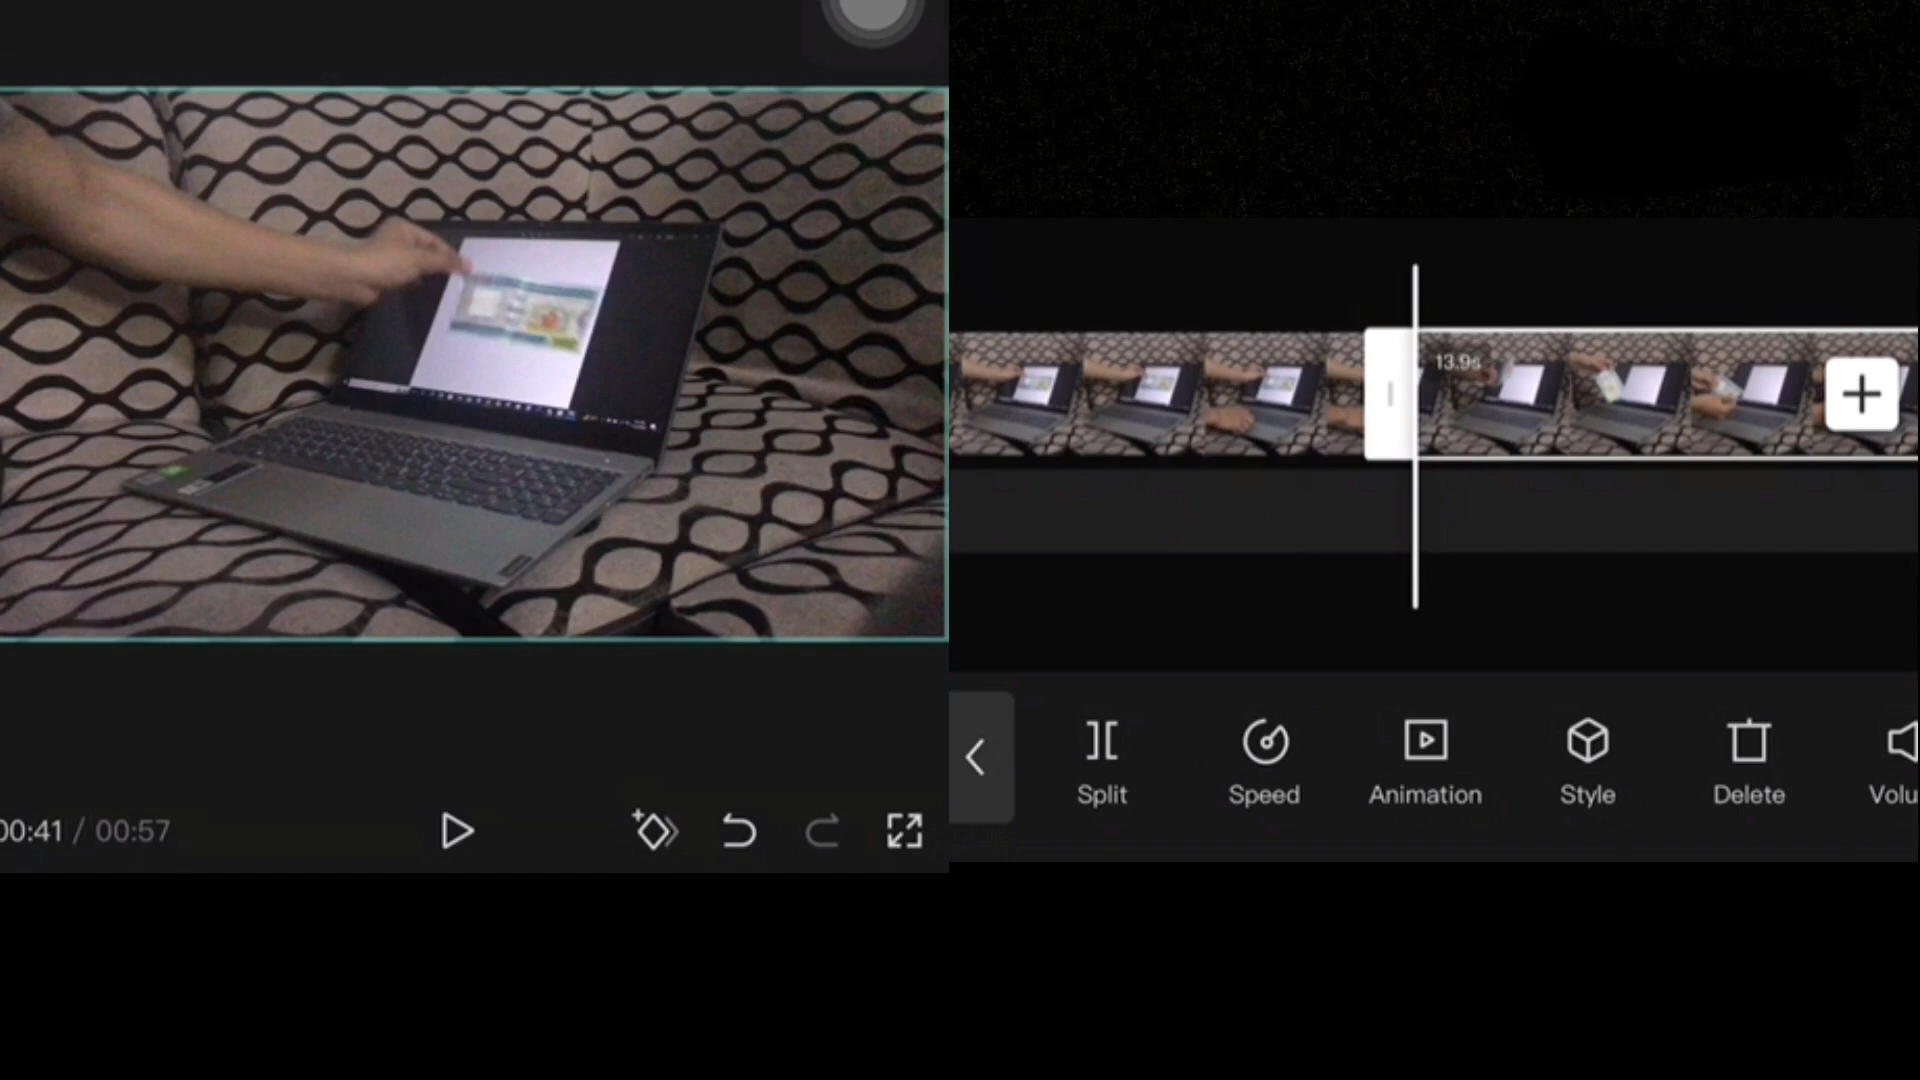 00:41 / 00:57
13.9s
Split
Speed
Animation
Style
Delete
Volu